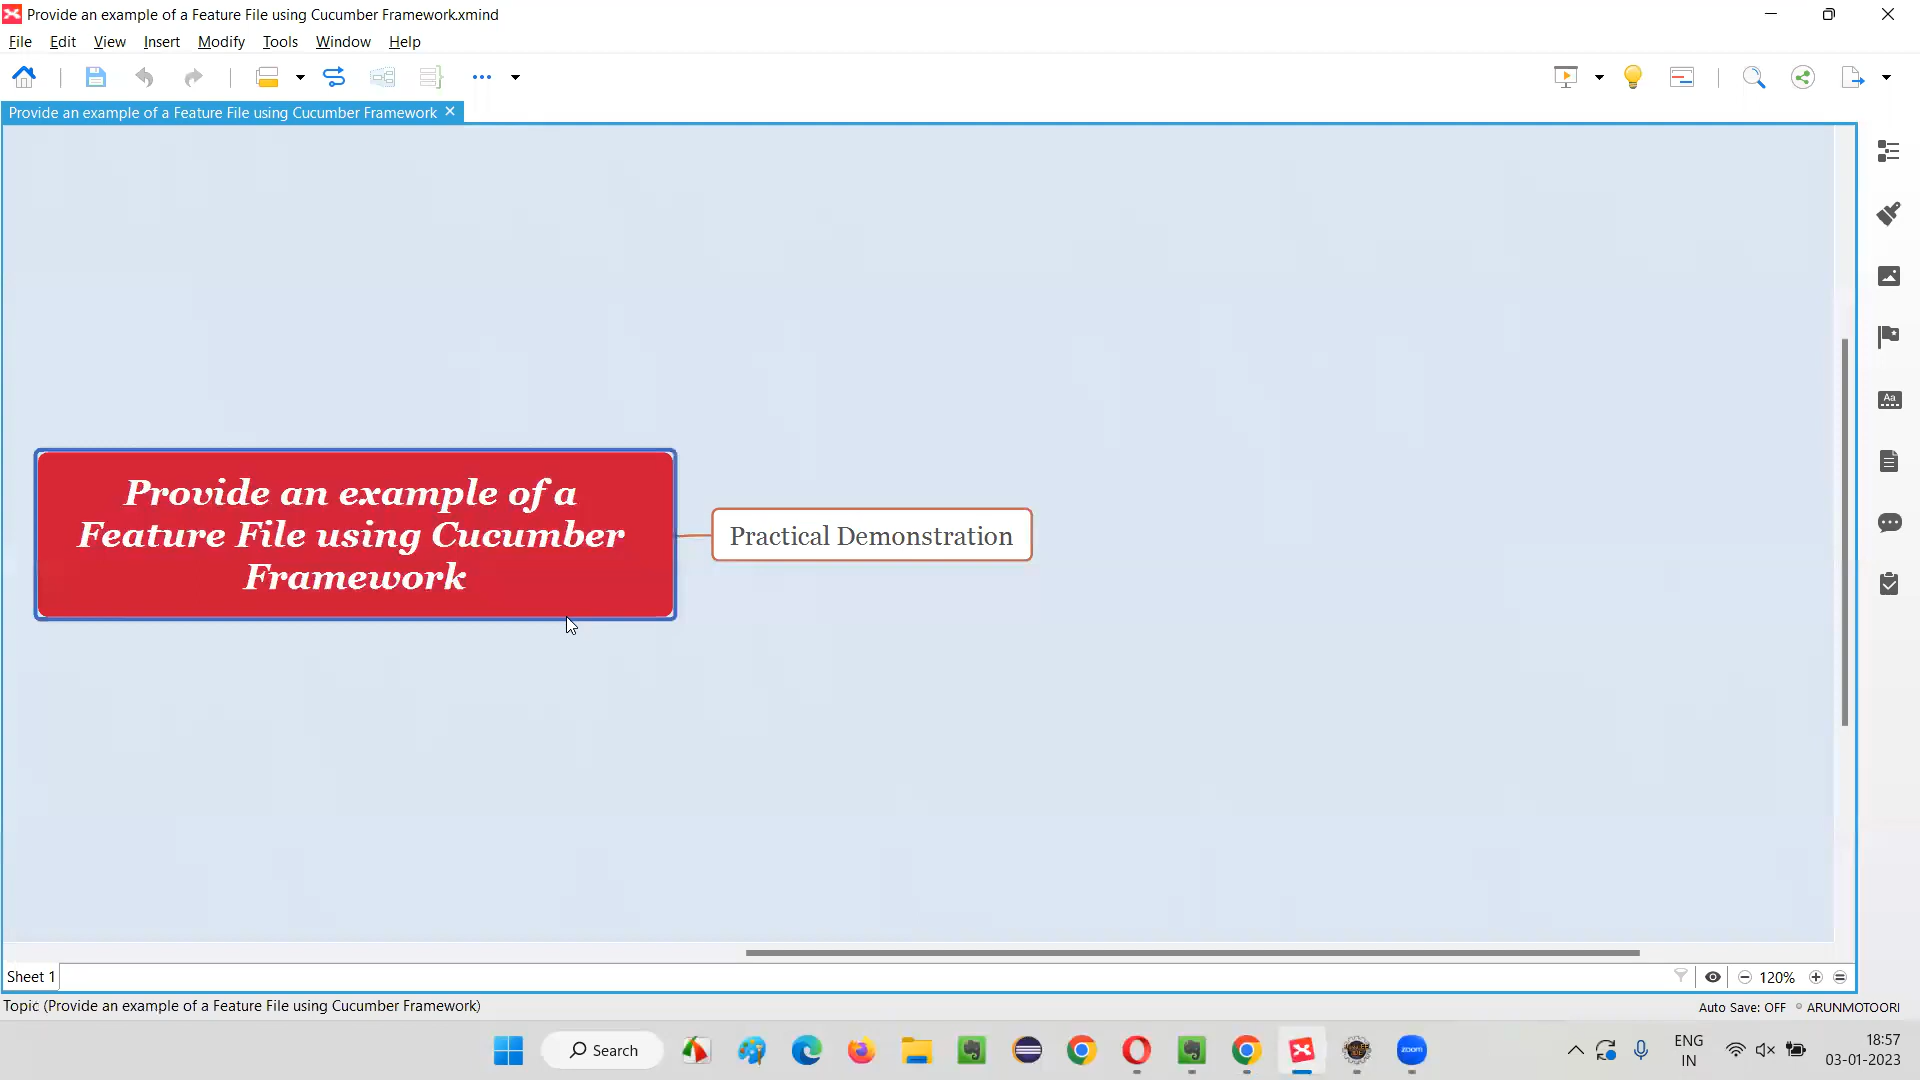 Provide an example of a Feature File using Cucumber Framework.xmind
File Edit View Insert Modify Tools Window Help
Provide an example of a Feature File using Cucumber Framework
Provide an example of a
Feature File using Cucumber
Framework
Practical Demonstration
Aa
Sheet 1
120%
Topic (Provide an example of a Feature File using Cucumber Framework)
Auto Save: OFF
ARUNMOTOORI
Search
zoom
ENG
IN
18:57
03-01-2023